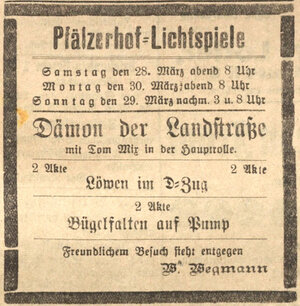 Pfälzerhof-Lichtspiele
Samstag den 28. März abend 8 Uhr
Montag den 30. März abend 8 Uhr
Sonntag den 29. März nachm. 3 u. 8 Uhr
Dämon der Landstraße
mit Tom Mix in der Hauptrolle.
2 Akte 2 Akte
Löwen im D-Zug
2 Akte
Bügelfalten auf Pump
Freundlichem Besuch sieht entgegen
Wegmann